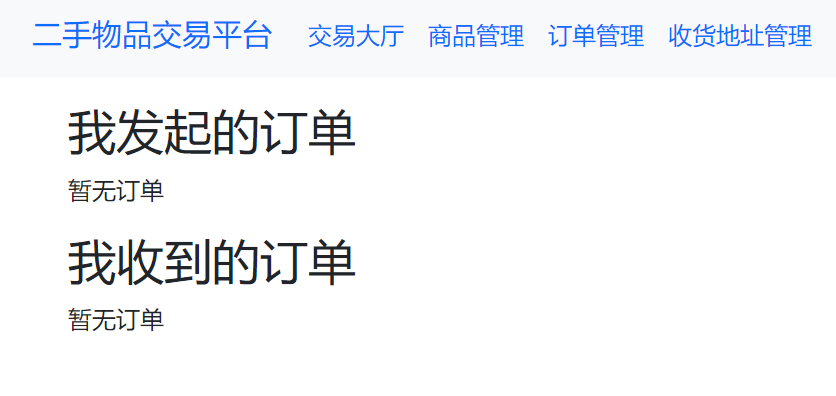 二手物品交易平台 交易大厅 商品管理 订单管理 收货地址管理
我发起的订单
暂无订单
我收到的订单
暂无订单